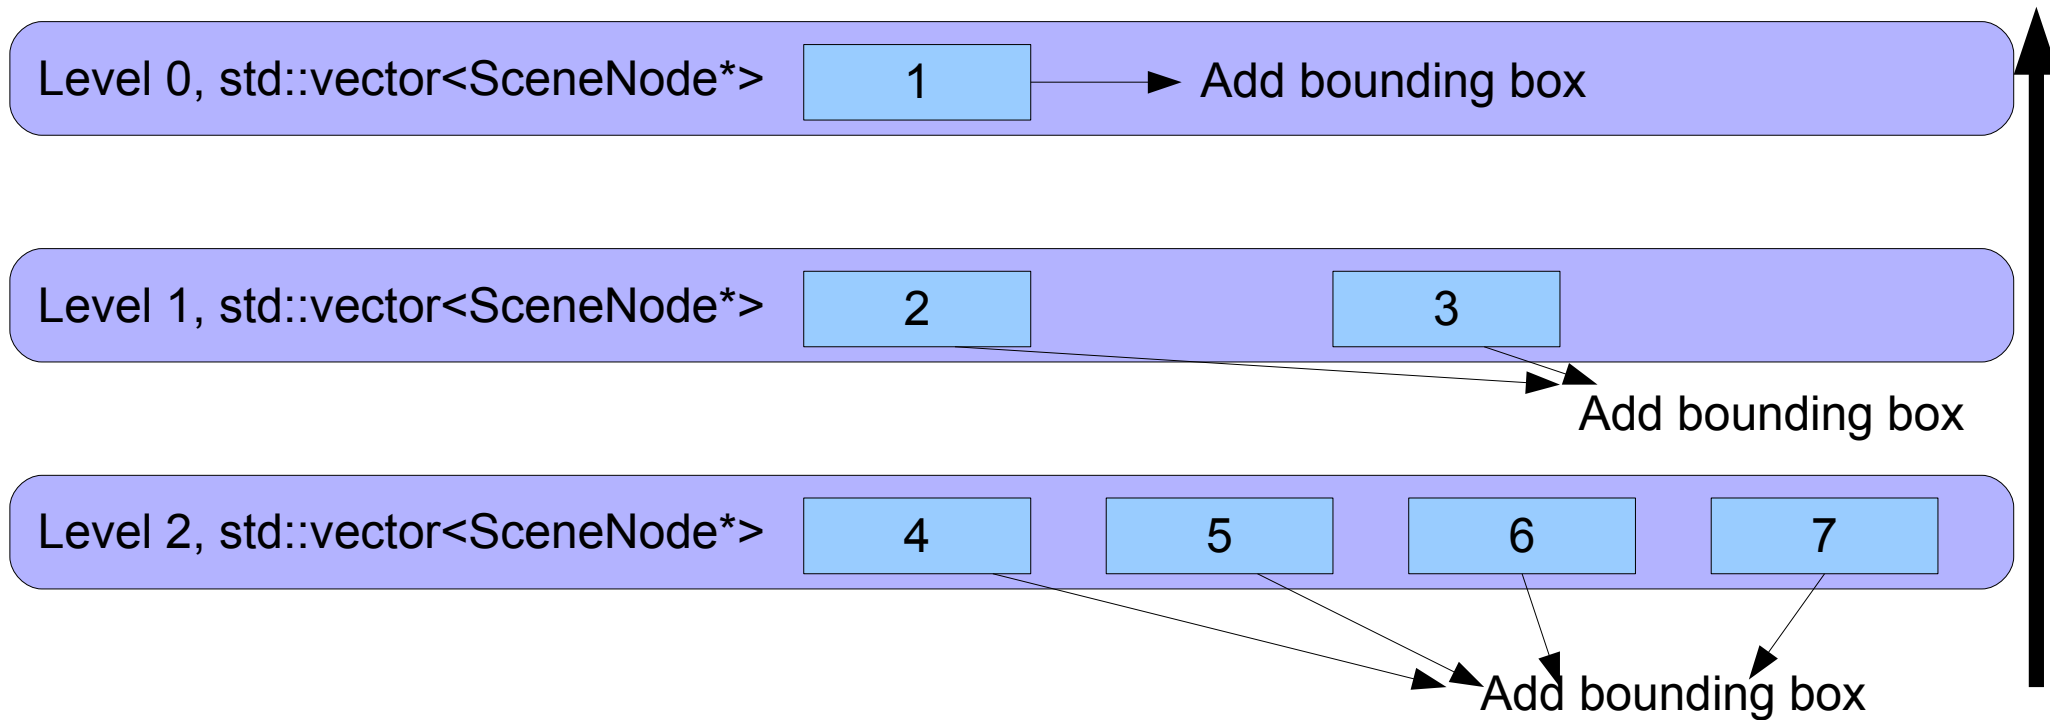 Level 0, std::vector<SceneNode*> 1 Add bounding box
Level 1, std::vector<SceneNode*> 2 3
Add bounding box
Level 2, std::vector<SceneNode*> 4 5 6 7
Add bounding box